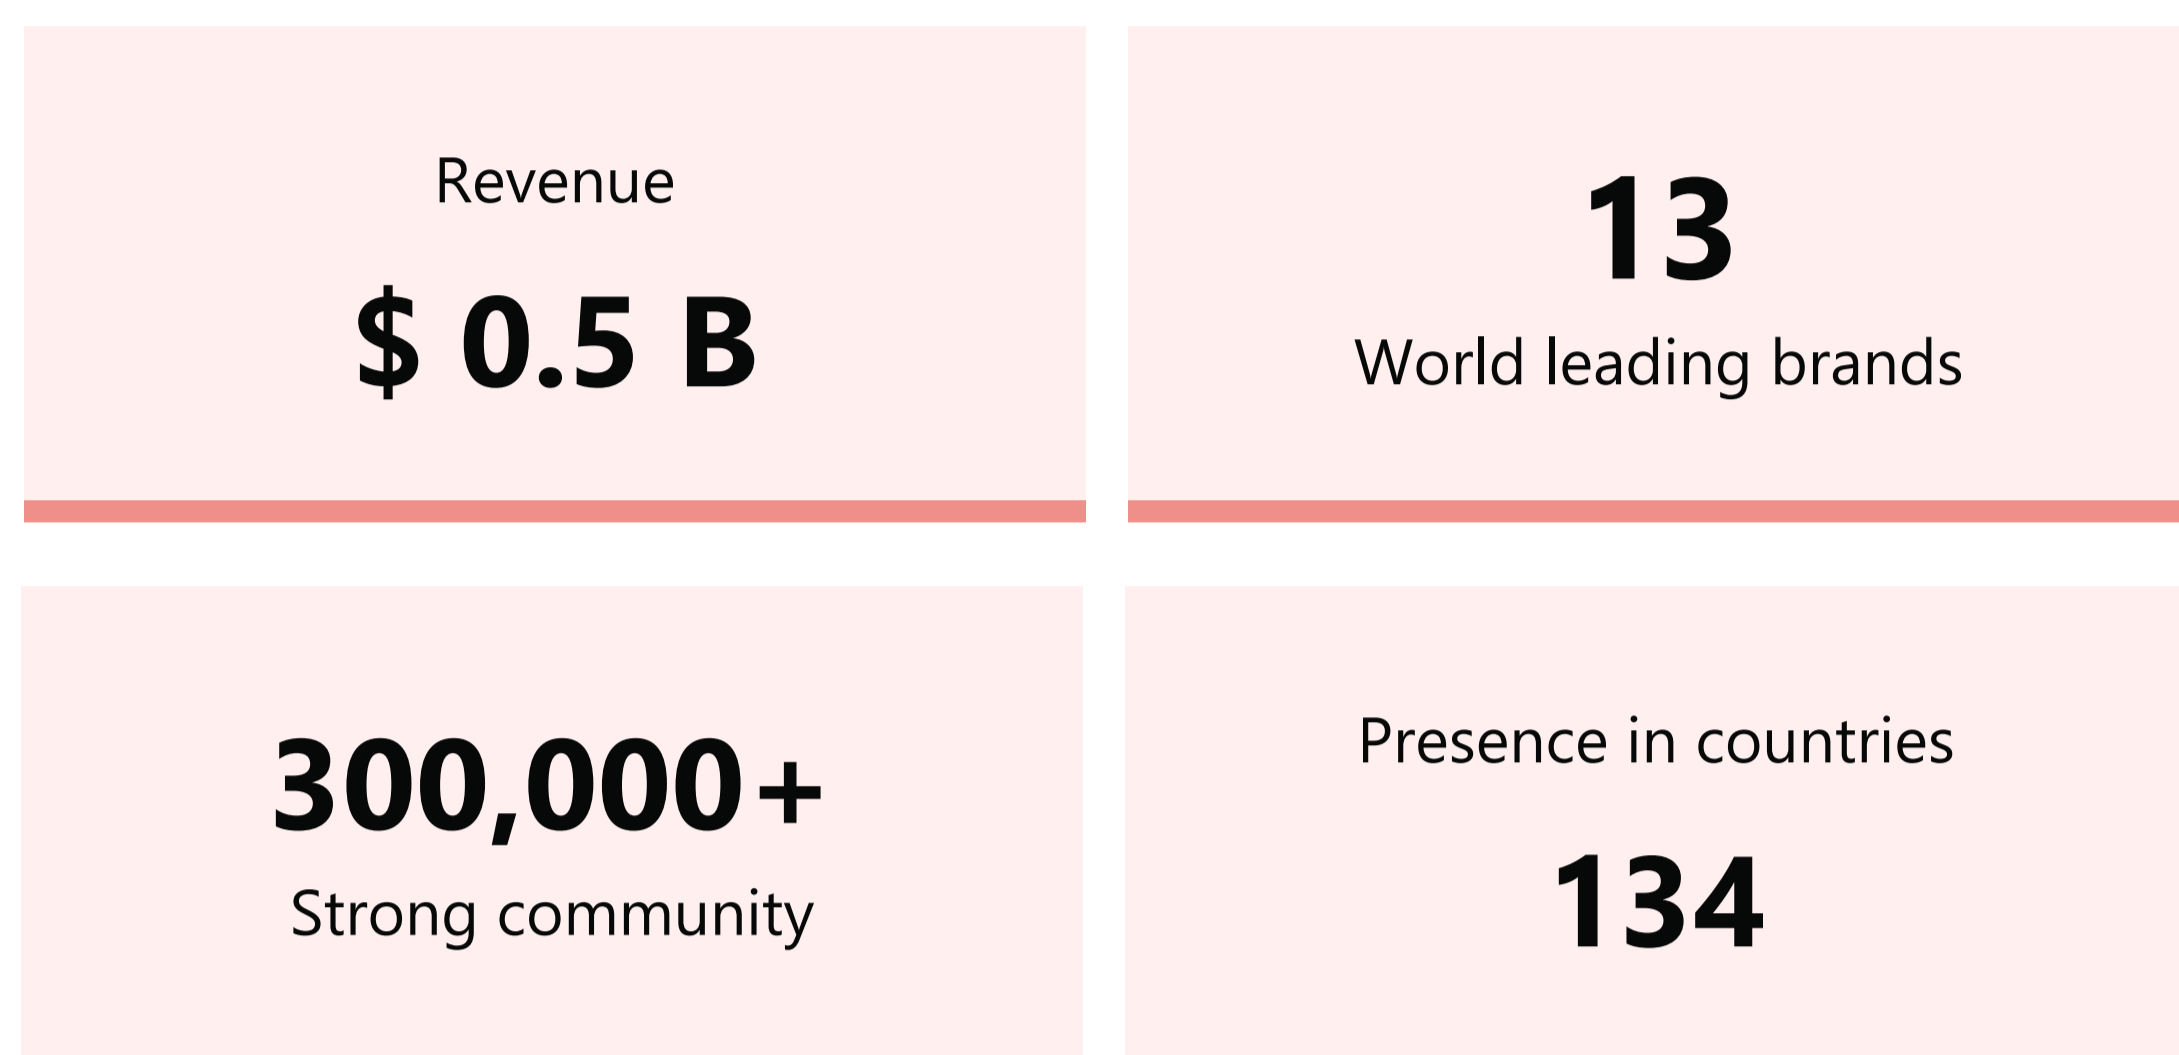 Revenue
$ 0.5 B
13
World leading brands
300,000+
Strong community
Presence in countries
134